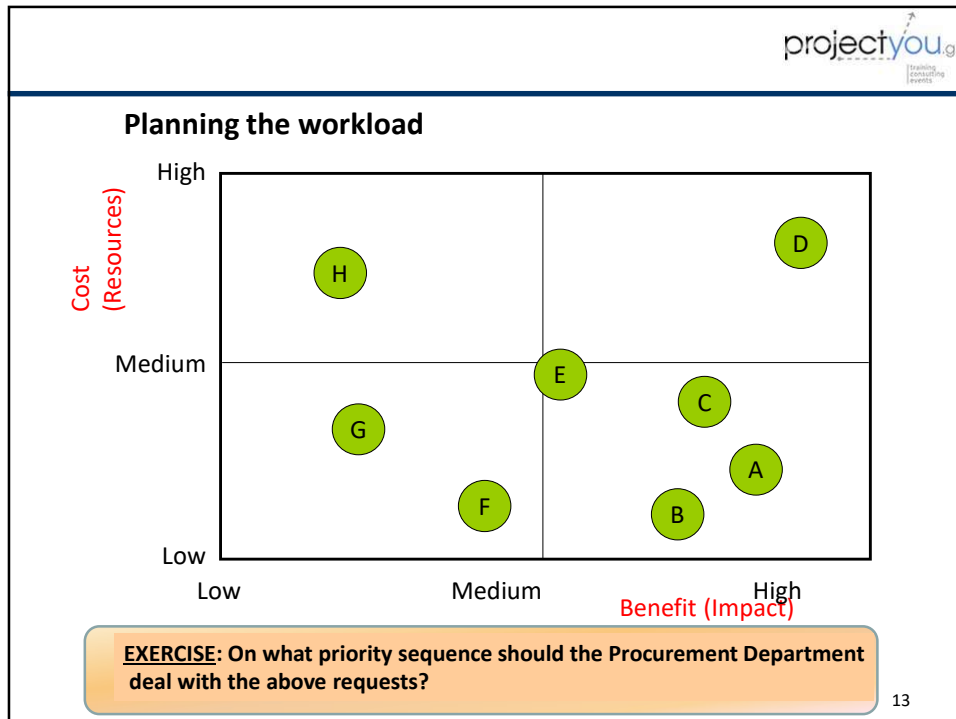 projectyou.g
training
consulting
events
Planning the workload
High
Cost
(Resources)
D
H
Medium
E
C
G
A
F
B
Low
Low
Medium
High
Benefit (Impact)
EXERCISE: On what priority sequence should the Procurement Department
deal with the above requests?
13